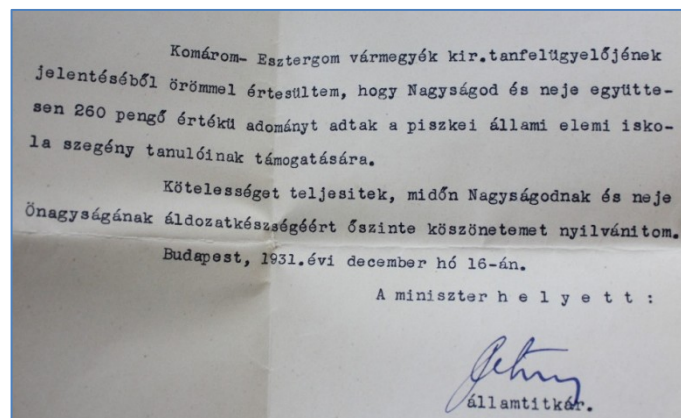 Komárom- Esztergom vármegyék kir.tanfelügyelőjének
jelentéséből örömmel értesültem, hogy Nagyságod és neje együtte-
sen 260 pengő értékü adományt adtak a piszkei állami elemi isko-
la szegény tanulóinak támogatására.
Kötelességet teljesitek, midőn Nagyságodnak és neje
Őnagyságának áldozatkészségéért őszinte köszönetemet nyilvánitom.
Budapest, 1931.évi december hó 16-án.
A miniszter h e l y e t t :
államtitkár.